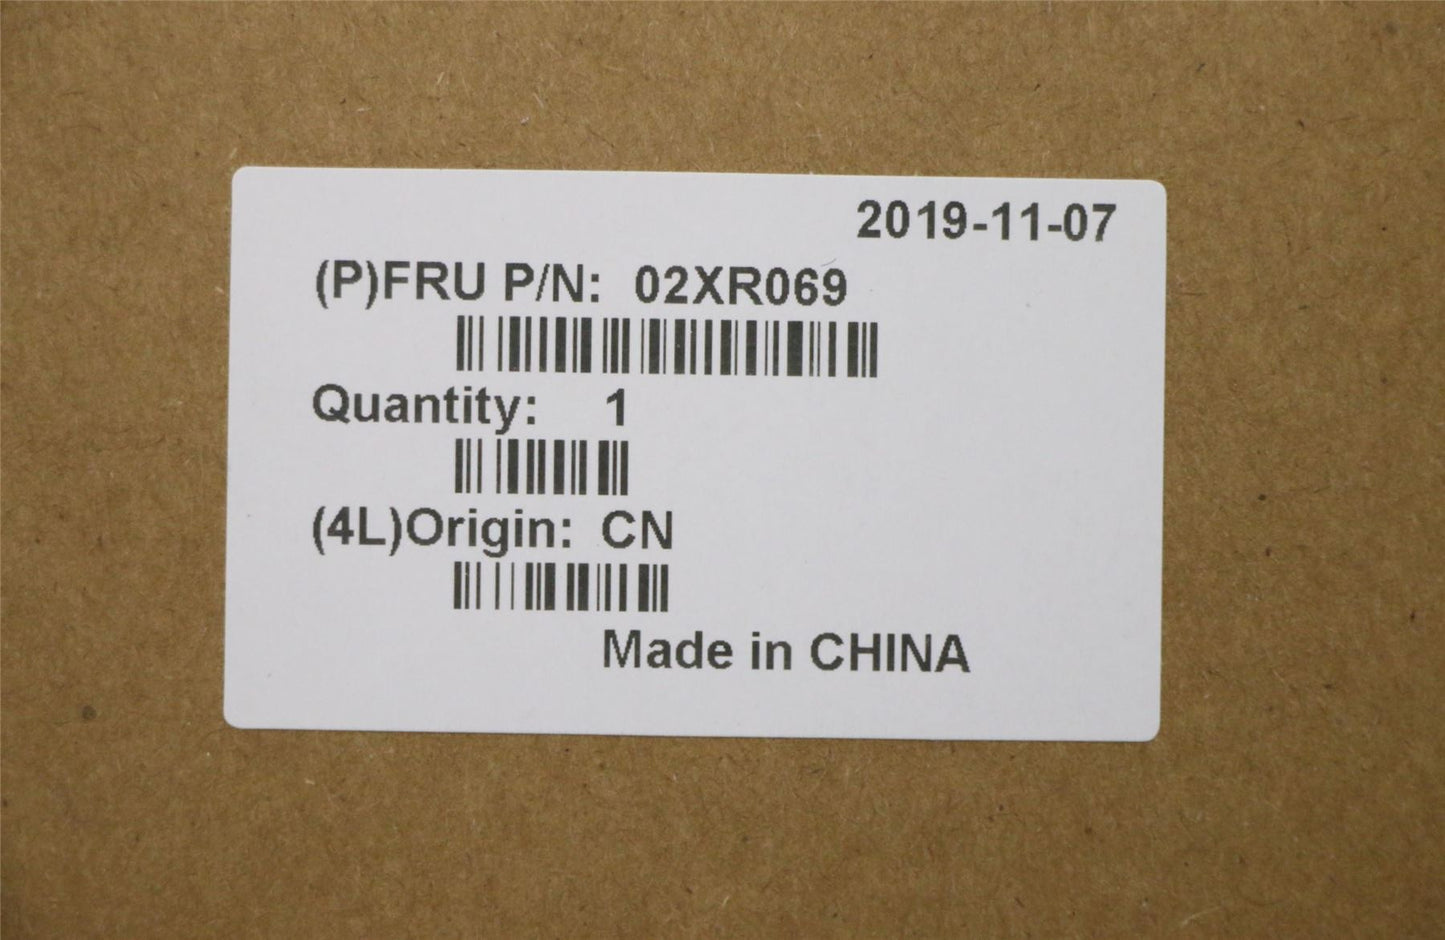 2019-11-07
(P)FRU P/N: 02XR069
Quantity: 1
(4L)Origin: CN
Made in CHINA